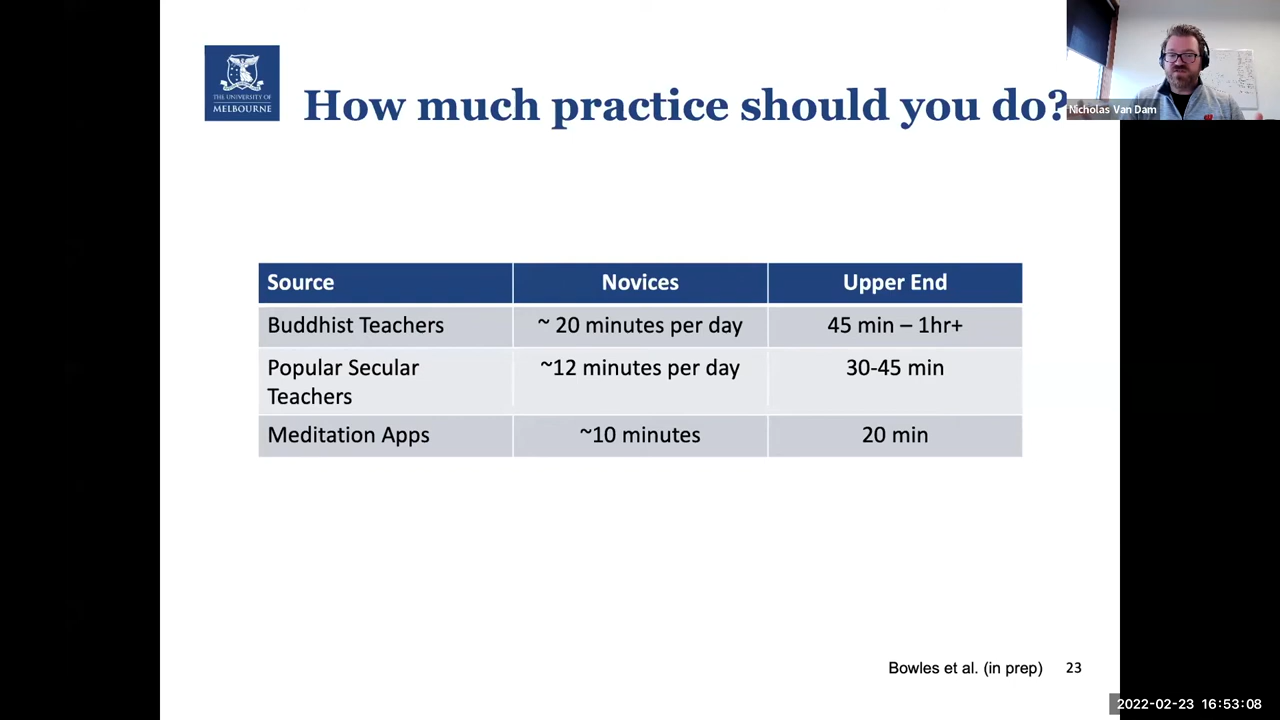 THE UNIVERSITY OF
MELBOURNE
How much practice should you do?
Nicholas Van Dam
Source Novices Upper End
Buddhist Teachers ~ 20 minutes per day 45 min – 1hr+
Popular Secular ~12 minutes per day 30-45 min
Teachers
Meditation Apps ~10 minutes 20 min
Bowles et al. (in prep) 23
2022-02-23 16:53:08